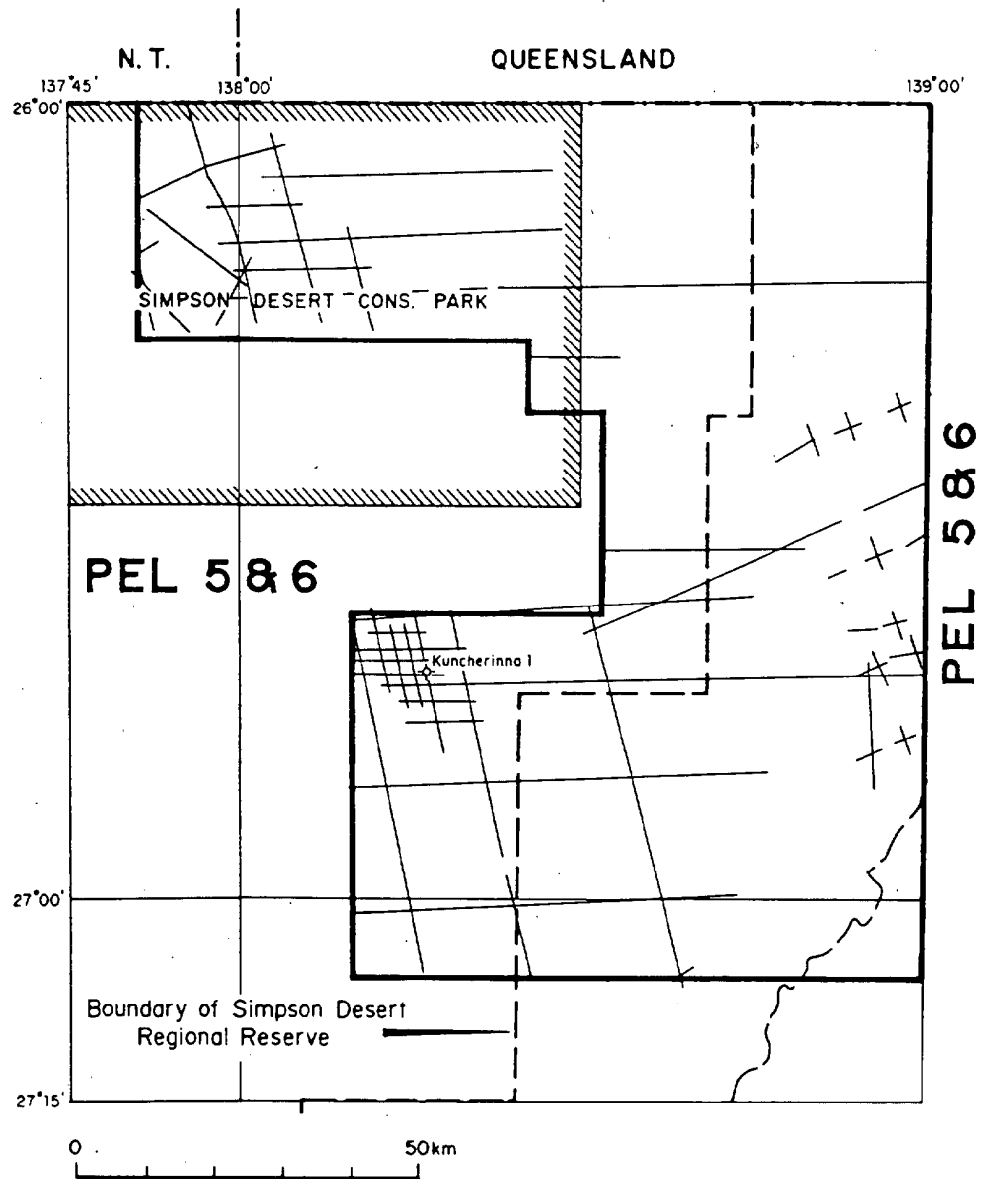 N.T. QUEENSLAND
137°45' 138°00' 139°00'
26°00'
SIMPSON DESERT CONS. PARK
PEL 5&6
PEL 5&6
Kuncherinna 1
27°00'
Boundary of Simpson Desert
Regional Reserve
27°15'
0 50km